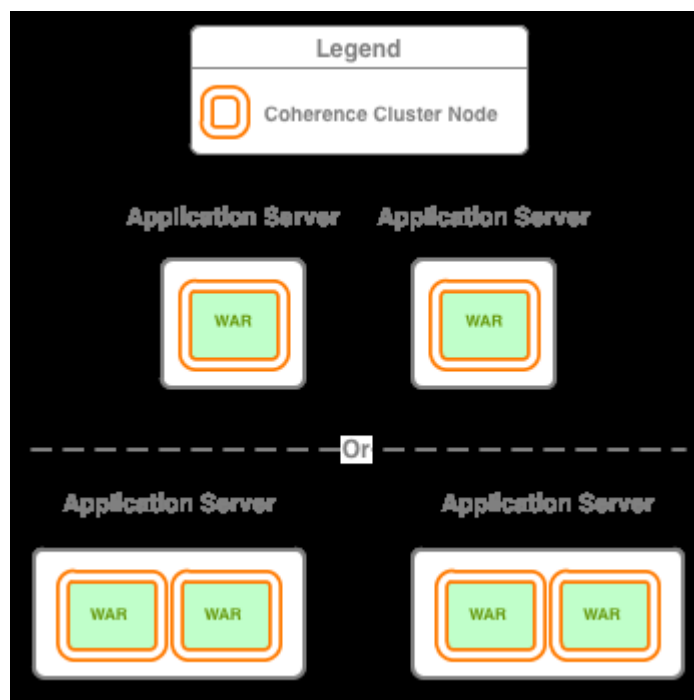 Legend
Coherence Cluster Node
Application Server Application Server
WAR WAR
Or
Application Server Application Server
WAR WAR WAR WAR